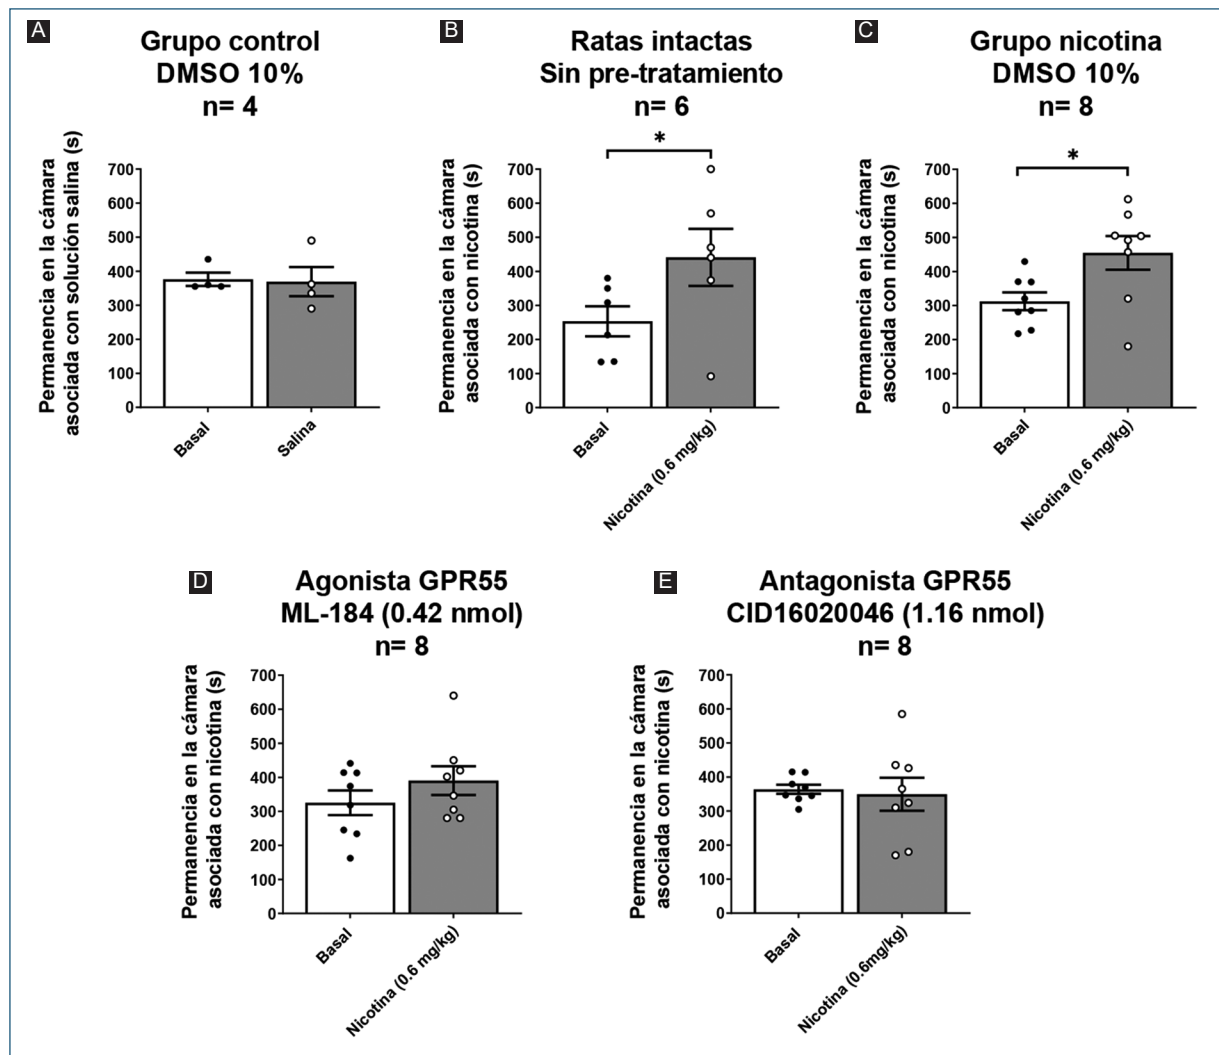 A
Grupo control
DMSO 10%
n= 4
Permanencia en la cámara
asociada con solución salina (s)
700
600
500
400
300
200
100
0
Basal
Salina
B
Ratas intactas
Sin pre-tratamiento
n= 6
*
Permanencia en la cámara
asociada con nicotina (s)
700
600
500
400
300
200
100
0
Basal
Nicotina (0.6 mg/kg)
C
Grupo nicotina
DMSO 10%
n= 8
*
Permanencia en la cámara
asociada con nicotina (s)
700
600
500
400
300
200
100
0
Basal
Nicotina (0.6 mg/kg)
D
Agonista GPR55
ML-184 (0.42 nmol)
n= 8
Permanencia en la cámara
asociada con nicotina (s)
700
600
500
400
300
200
100
0
Basal
Nicotina (0.6 mg/kg)
E
Antagonista GPR55
CID16020046 (1.16 nmol)
n= 8
Permanencia en la cámara
asociada con nicotina (s)
700
600
500
400
300
200
100
0
Basal
Nicotina (0.6mg/kg)